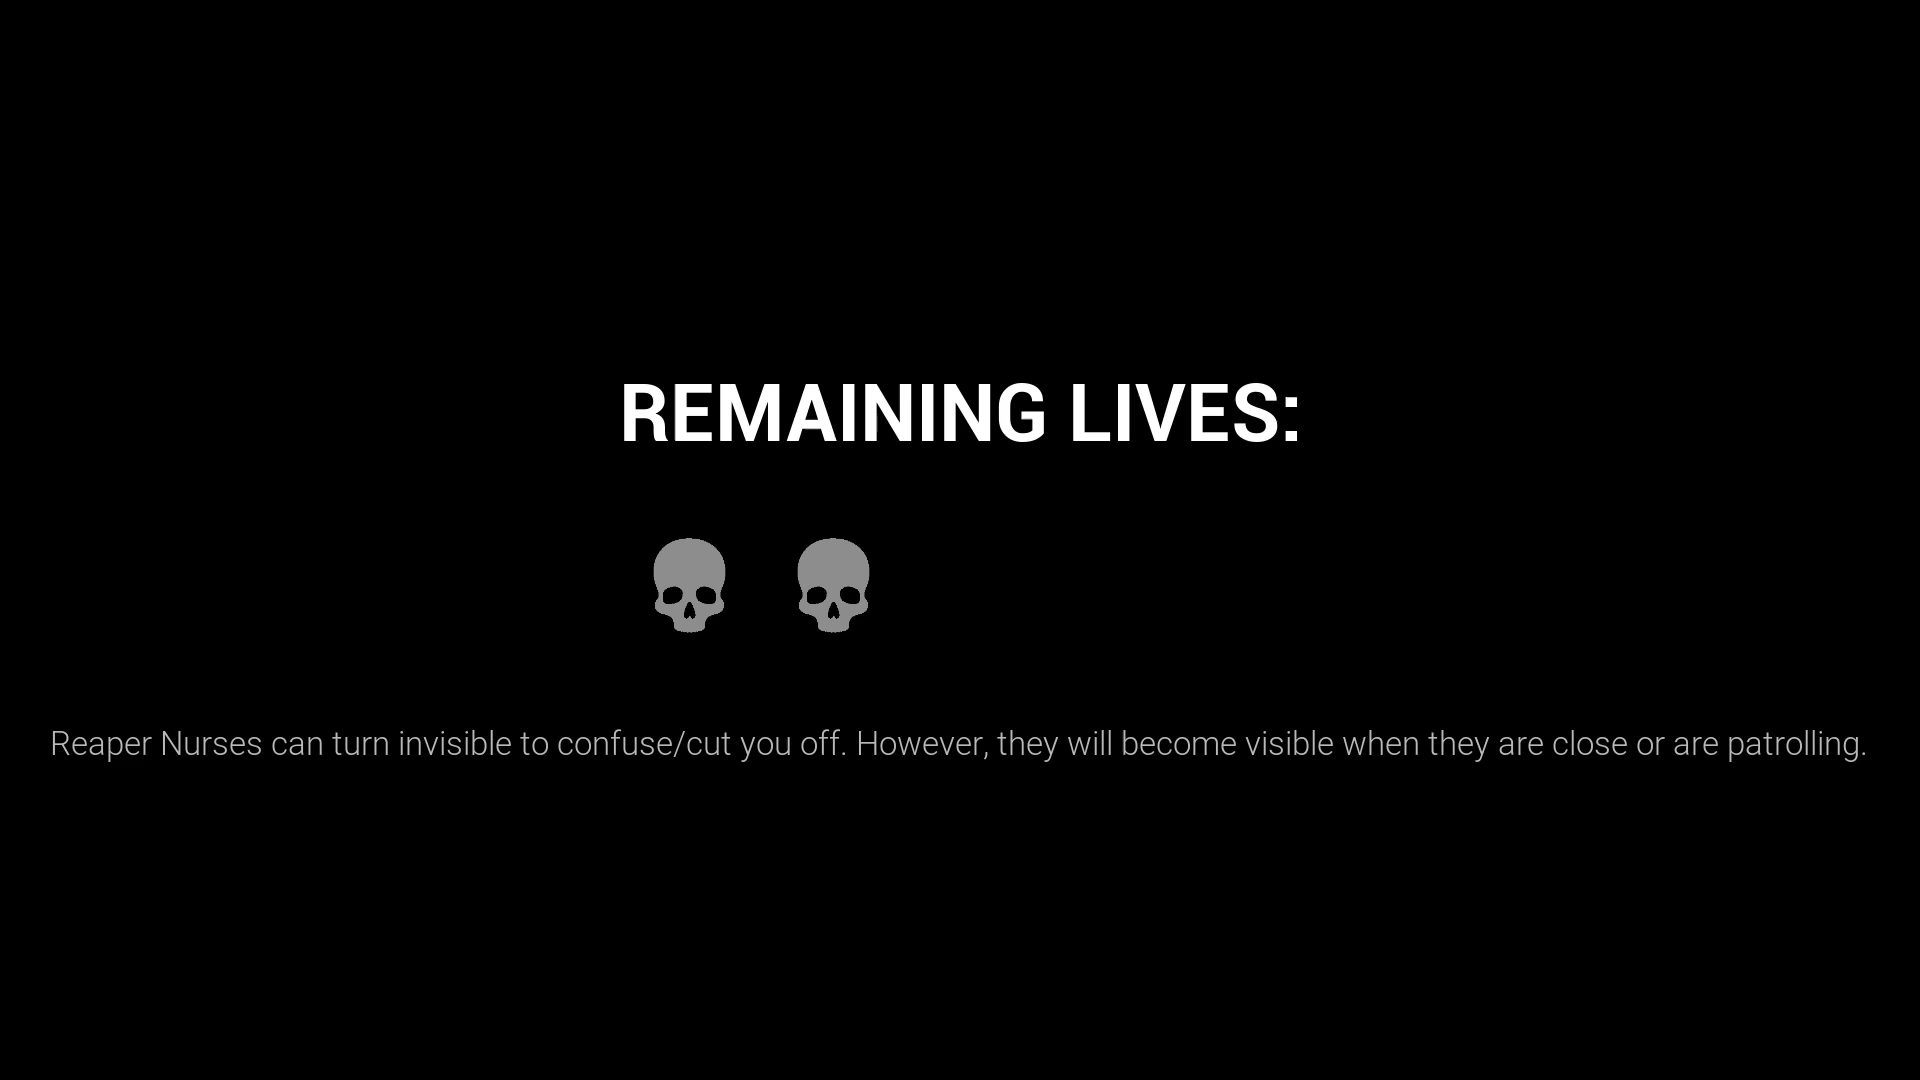 REMAINING LIVES:
Reaper Nurses can turn invisible to confuse/cut you off. However, they will become visible when they are close or are patrolling.